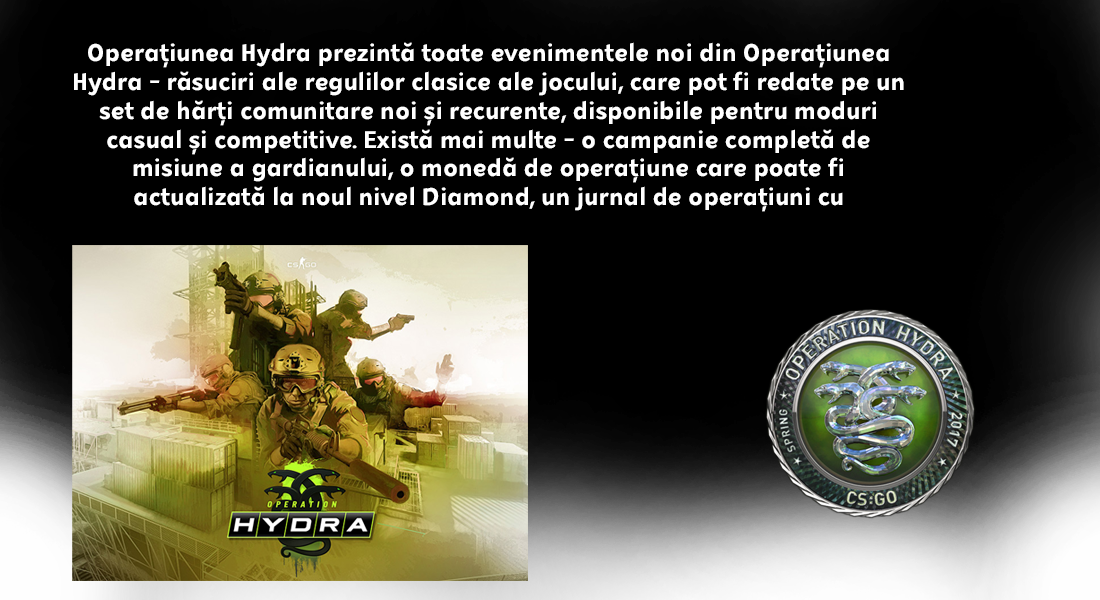 Operațiunea Hydra prezintă toate evenimentele noi din Operațiunea
Hydra - răsuciri ale regulilor clasice ale jocului, care pot fi redate pe un
set de hărți comunitare noi și recurente, disponibile pentru moduri
casual și competitive. Există mai multe - o campanie completă de
misiune a gardianului, o monedă de operațiune care poate fi
actualizată la noul nivel Diamond, un jurnal de operațiuni cu
CS:GO
OPERATION
HYDRA
OPERATION HYDRA
SPRING
2017
CS:GO